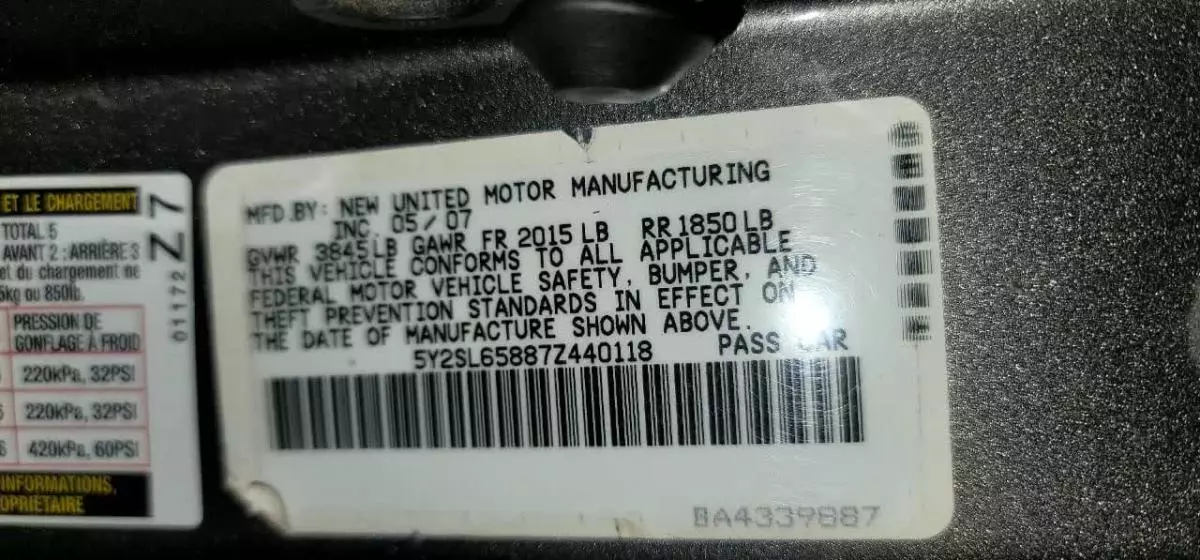 ET LE CHARGEMENT
TOTAL 5
AVANT 2 : ARRIÈRE 3
et du chargement ne
5kg ou 850lb.
PRESSION DE
GONFLAGE À FROID
220kPa, 32PSI
220kPa, 32PSI
420kPa, 60PSI
INFORMATIONS,
OPRIÉTAIRE
Z7
01172
MFD.BY: NEW UNITED MOTOR MANUFACTURING
INC. 05/07
GVWR 3845LB GAWR FR 2015 LB RR 1850 LB
THIS VEHICLE CONFORMS TO ALL APPLICABLE
FEDERAL MOTOR VEHICLE SAFETY, BUMPER, AND
THEFT PREVENTION STANDARDS IN EFFECT ON
THE DATE OF MANUFACTURE SHOWN ABOVE.
5Y2SL65887Z440118 PASS CAR
BA4339887